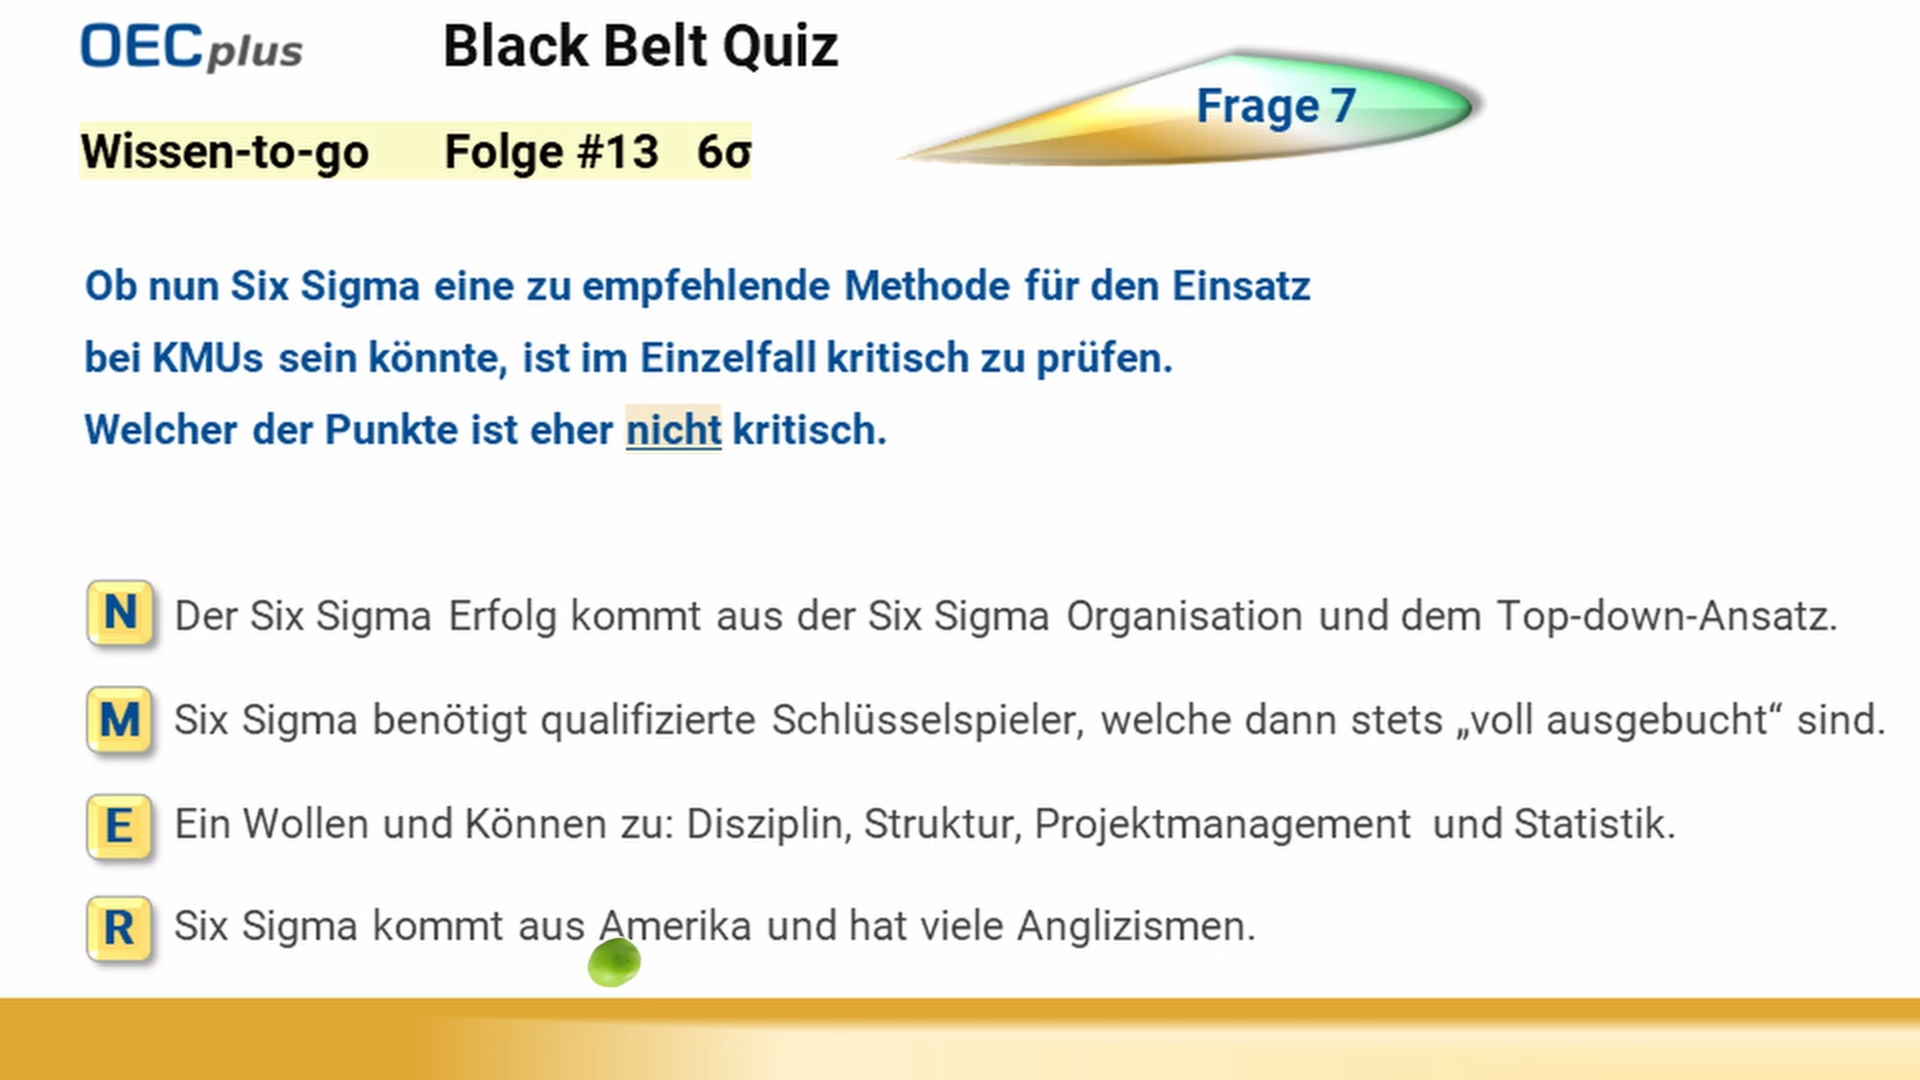 OECplus Black Belt Quiz
Frage 7
Wissen-to-go Folge #13 6σ
Ob nun Six Sigma eine zu empfehlende Methode für den Einsatz
bei KMUs sein könnte, ist im Einzelfall kritisch zu prüfen.
Welcher der Punkte ist eher nicht kritisch.
N Der Six Sigma Erfolg kommt aus der Six Sigma Organisation und dem Top-down-Ansatz.
M Six Sigma benötigt qualifizierte Schlüsselspieler, welche dann stets „voll ausgebucht“ sind.
E Ein Wollen und Können zu: Disziplin, Struktur, Projektmanagement und Statistik.
R Six Sigma kommt aus Amerika und hat viele Anglizismen.